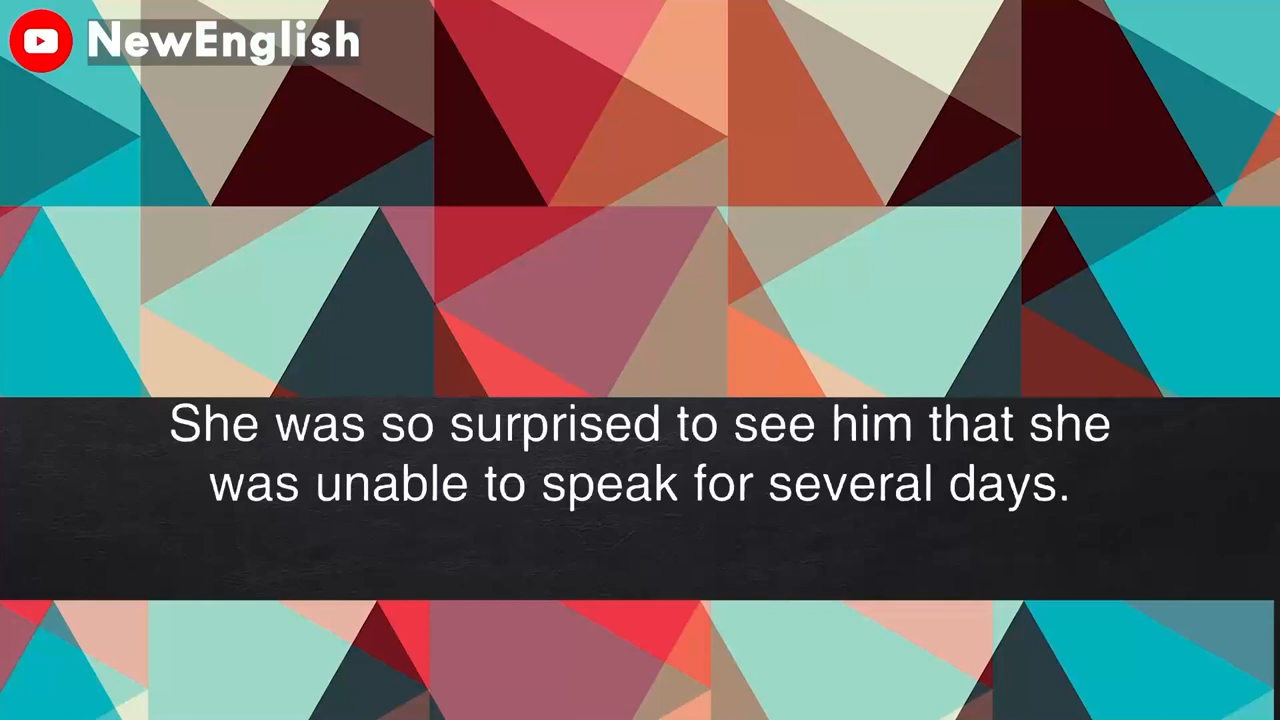 NewEnglish
She was so surprised to see him that she
was unable to speak for several days.